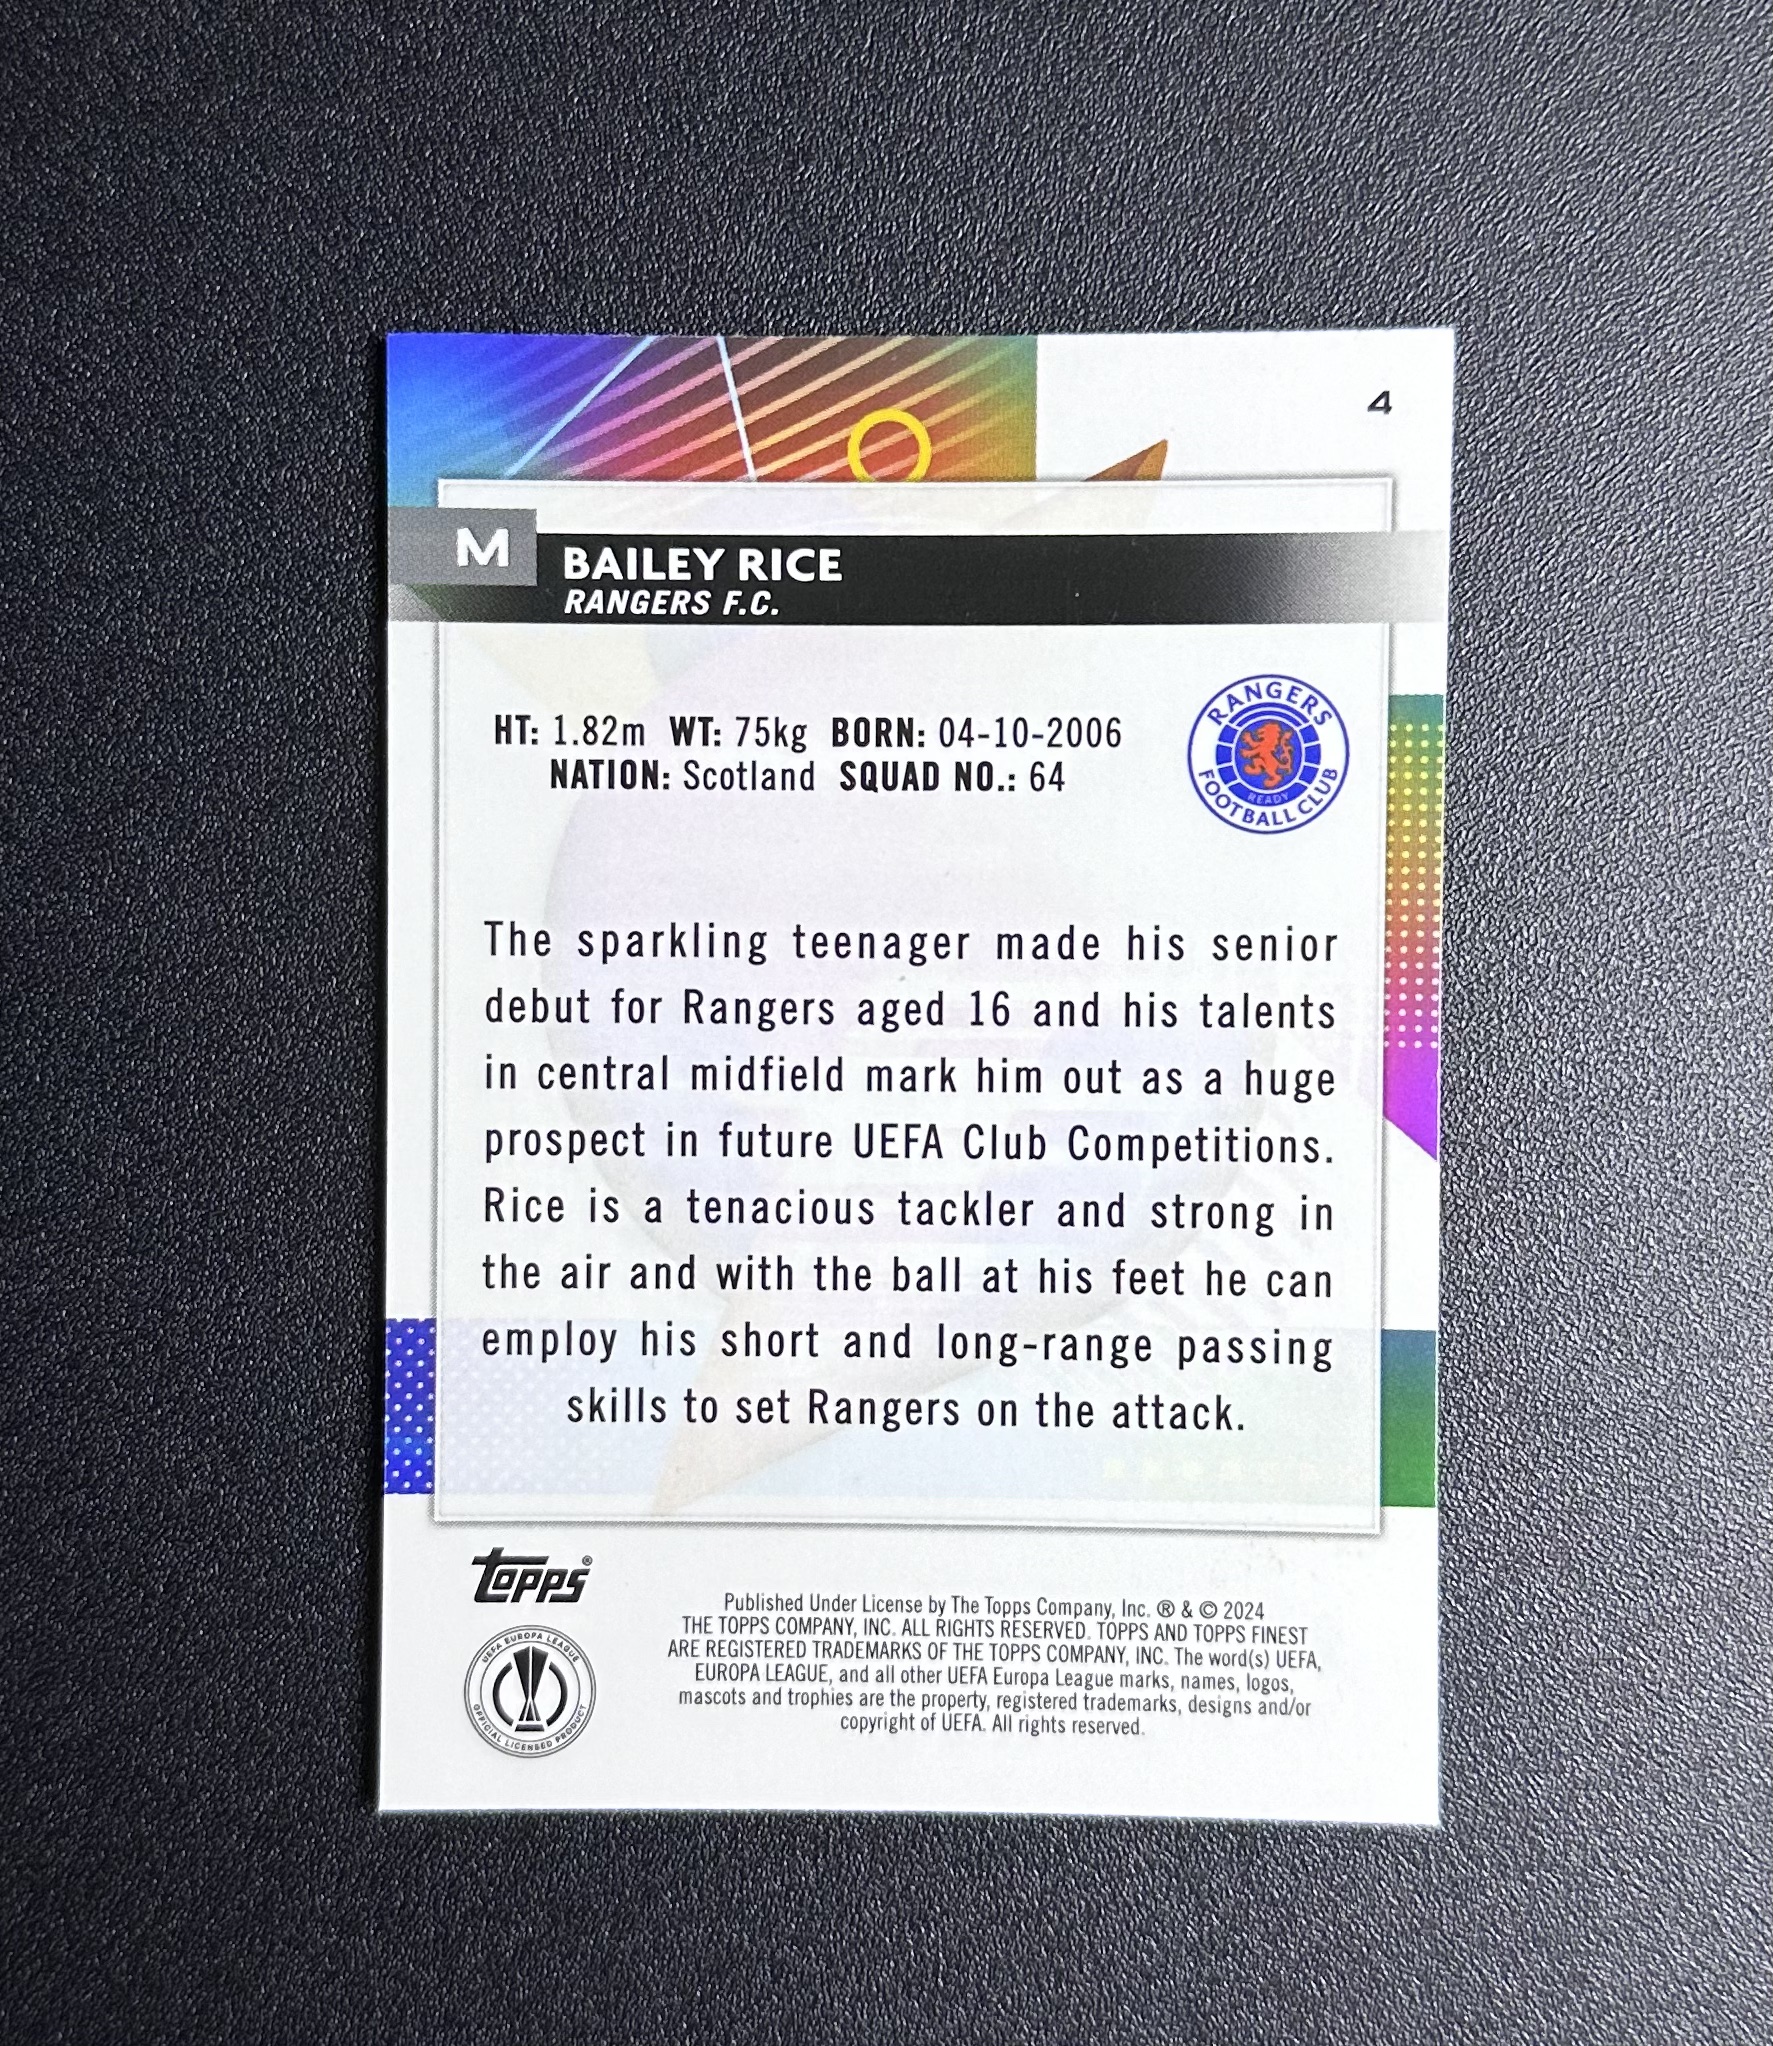 4
M
BAILEY RICE
RANGERS F.C.
HT: 1.82m WT: 75kg BORN: 04-10-2006
NATION: Scotland SQUAD NO.: 64
RANGERS
READY
FOOTBALL CLUB
The sparkling teenager made his senior
debut for Rangers aged 16 and his talents
in central midfield mark him out as a huge
prospect in future UEFA Club Competitions.
Rice is a tenacious tackler and strong in
the air and with the ball at his feet he can
employ his short and long-range passing
skills to set Rangers on the attack.
topps®
UEFA EUROPA LEAGUE
OFFICIAL LICENSED PRODUCT
Published Under License by The Topps Company, Inc. ® & © 2024
THE TOPPS COMPANY, INC. ALL RIGHTS RESERVED. TOPPS AND TOPPS FINEST
ARE REGISTERED TRADEMARKS OF THE TOPPS COMPANY, INC. The word(s) UEFA,
EUROPA LEAGUE, and all other UEFA Europa League marks, names, logos,
mascots and trophies are the property, registered trademarks, designs and/or
copyright of UEFA. All rights reserved.